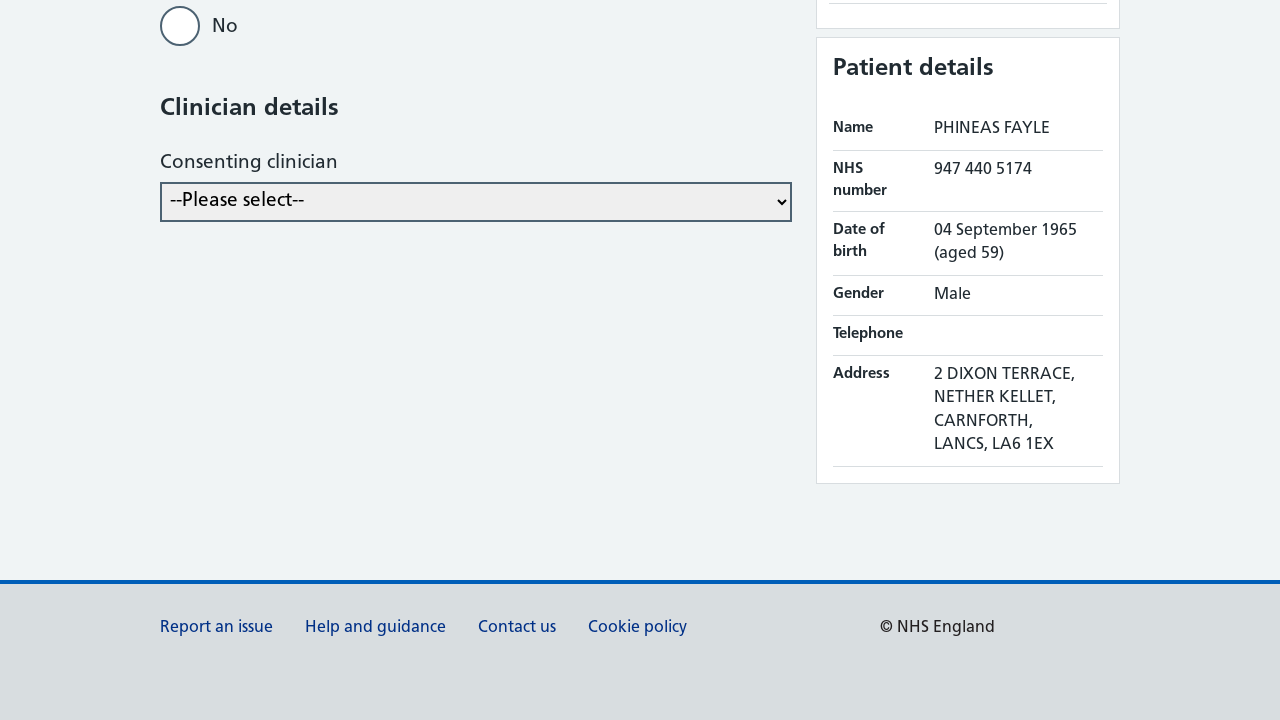 No
Clinician details
Consenting clinician
--Please select--
Patient details
Name PHINEAS FAYLE
NHS number 947 440 5174
Date of birth 04 September 1965 (aged 59)
Gender Male
Telephone
Address 2 DIXON TERRACE,
NETHER KELLET,
CARNFORTH,
LANCS, LA6 1EX
Report an issue Help and guidance Contact us Cookie policy © NHS England